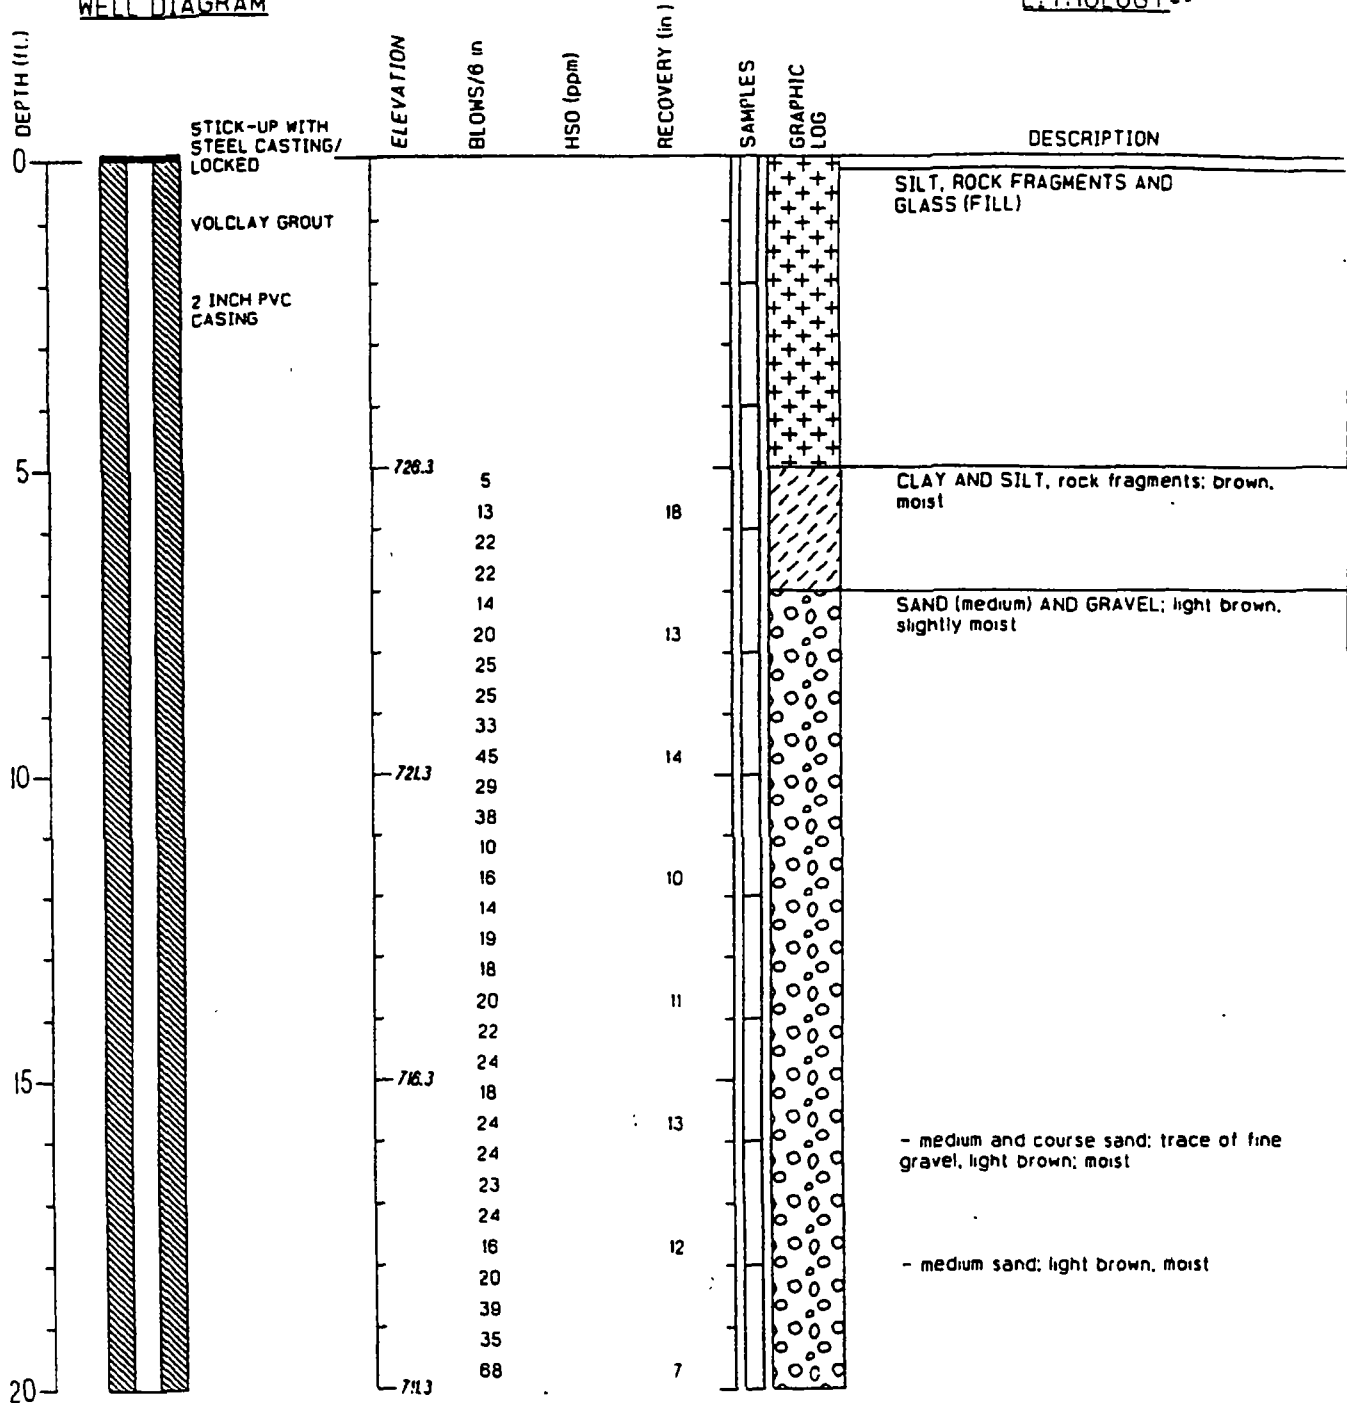 WELL DIAGRAM
LITHOLOGY
DEPTH (ft.)
ELEVATION
BLOWS/6 in
HSO (ppm)
RECOVERY (in)
SAMPLES
GRAPHIC
LOG
DESCRIPTION
0
STICK-UP WITH
STEEL CASTING/
LOCKED
SILT, ROCK FRAGMENTS AND
GLASS (FILL)
VOLCLAY GROUT
2 INCH PVC
CASING
5
726.3
5
CLAY AND SILT, rock fragments; brown,
moist
13 18
22
22
14
SAND (medium) AND GRAVEL; light brown,
slightly moist
20 13
25
25
33
45 14
10
721.3
29
38
10
16 10
14
19
18
20 11
22
24
15
716.3
18
24 13
- medium and course sand; trace of fine
gravel, light brown; moist
24
23
24
16 12
- medium sand; light brown, moist
20
39
35
68 7
20
711.3